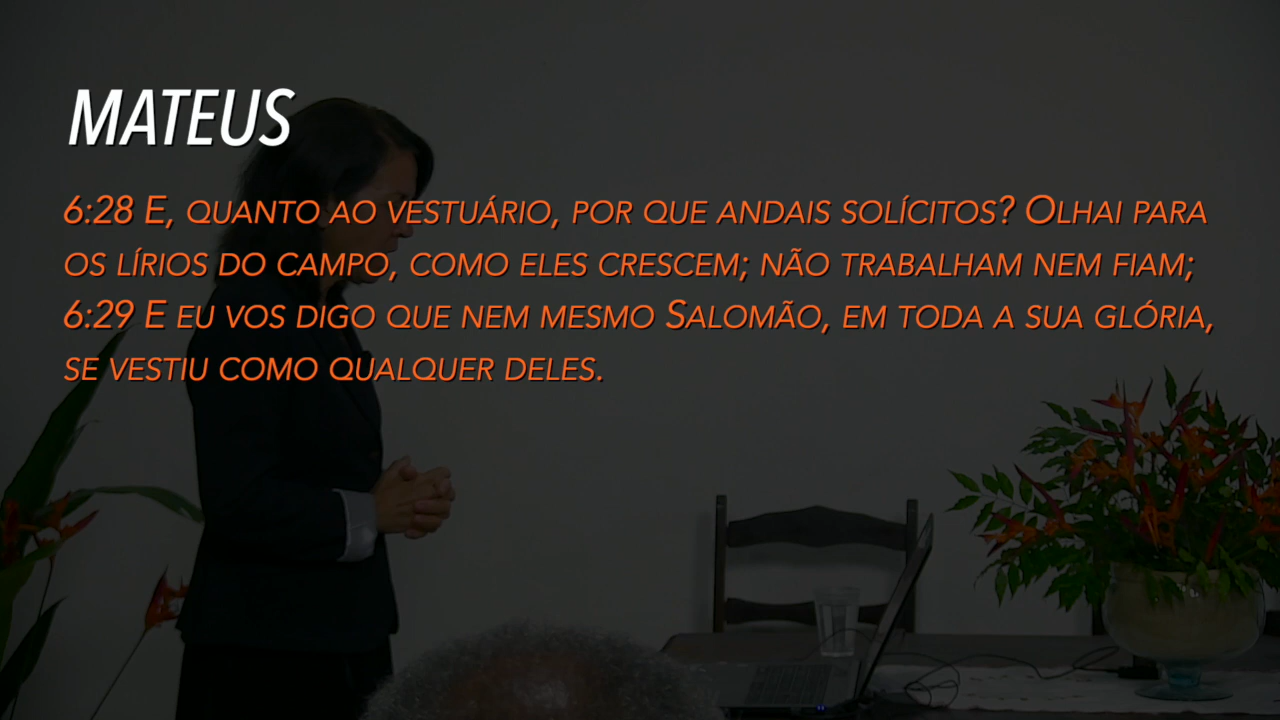 MATEUS
6:28 E, QUANTO AO VESTUÁRIO, POR QUE ANDAIS SOLÍCITOS? OLHAI PARA
OS LÍRIOS DO CAMPO, COMO ELES CRESCEM; NÃO TRABALHAM NEM FIAM;
6:29 E EU VOS DIGO QUE NEM MESMO SALOMÃO, EM TODA A SUA GLÓRIA,
SE VESTIU COMO QUALQUER DELES.